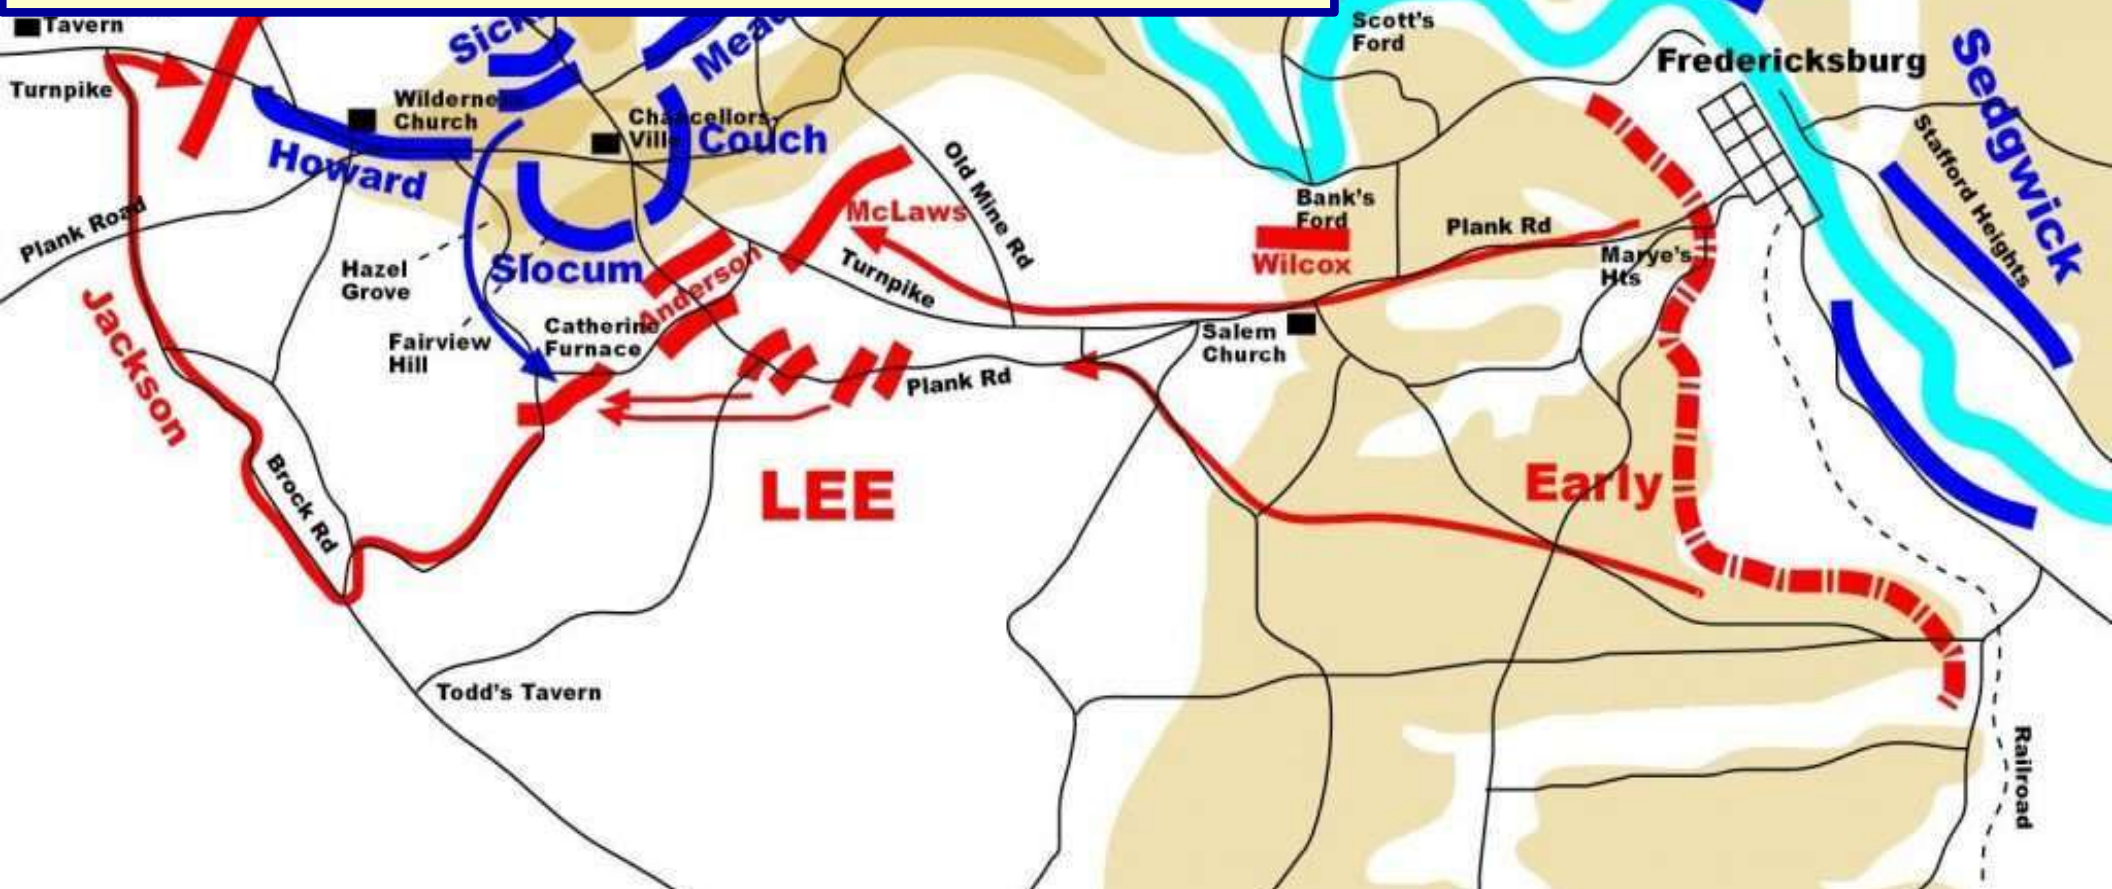 Tavern
Turnpike
Plank Road
Jackson
Brock Rd
Howard
Wilderness
Church
Chancellors-
Ville
Couch
Slocum
Hazel
Grove
Fairview
Hill
Catherine
Furnace
Anderson
McLaws
Old Mine Rd
Turnpike
Plank Rd
LEE
Todd's Tavern
Scott's
Ford
Bank's
Ford
Wilcox
Salem
Church
Plank Rd
Marye's
Hts
Early
Fredericksburg
Sedgwick
Stafford Heights
Railroad